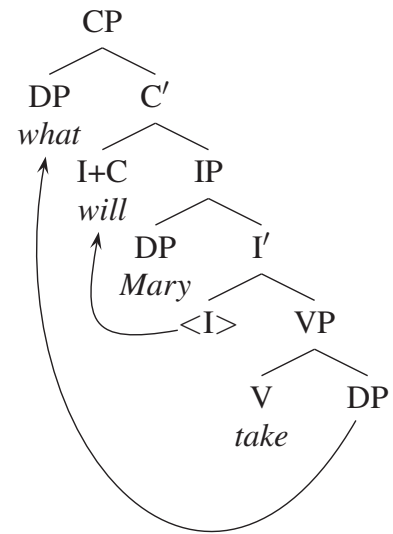 CP
DP C′
what
I+C IP
will
DP I′
Mary
<I> VP
V DP
take